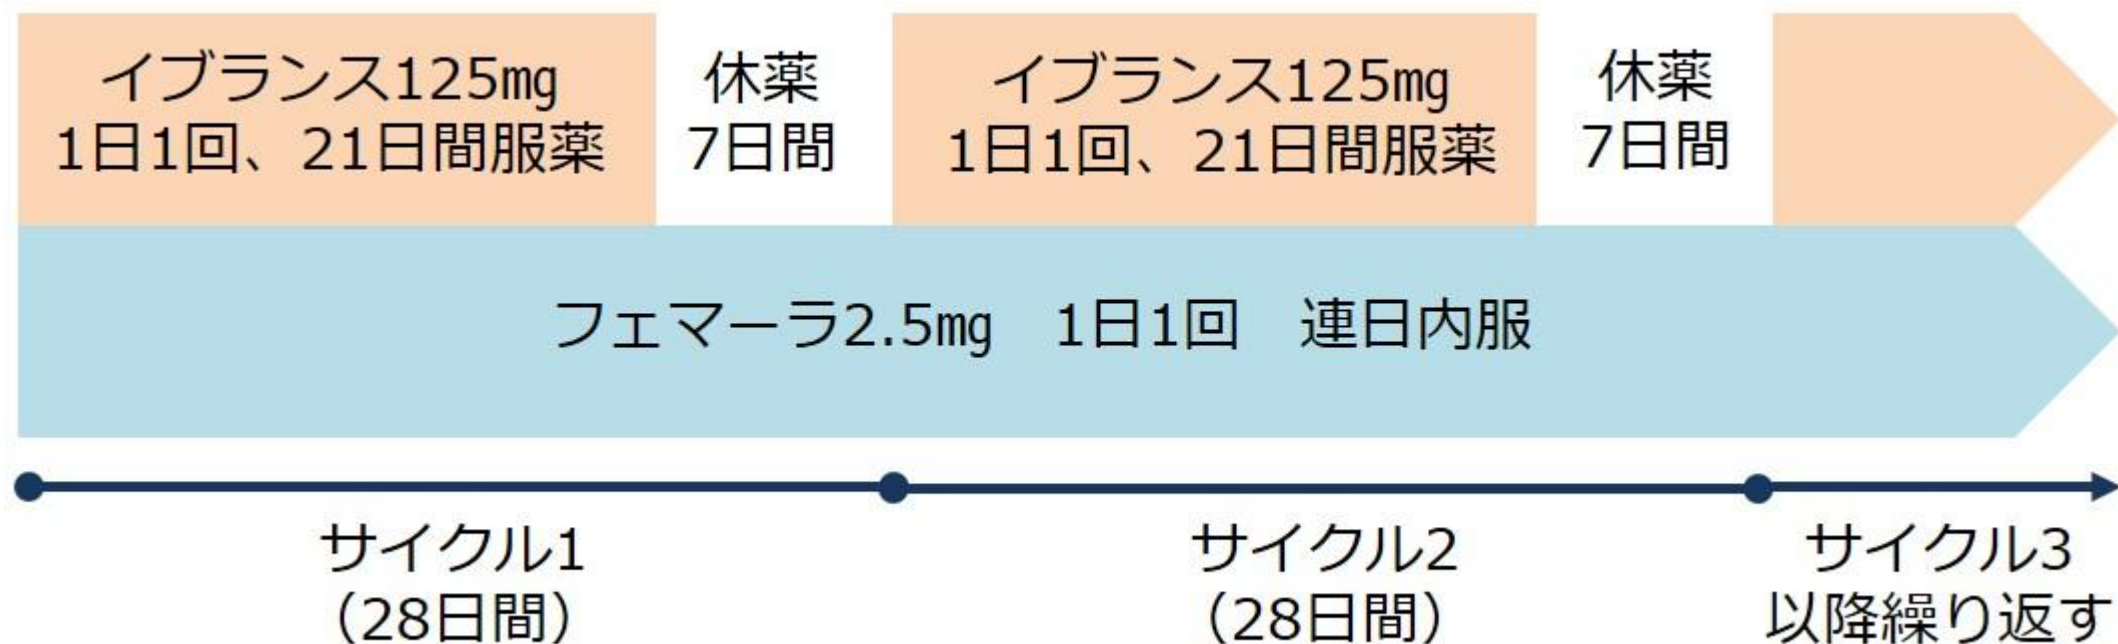 イブランス125㎎
1日1回、21日間服薬
休薬
7日間
イブランス125㎎
1日1回、21日間服薬
休薬
7日間
フェマーラ2.5㎎　1日1回　連日内服
サイクル1
（28日間）
サイクル2
（28日間）
サイクル3
以降繰り返す